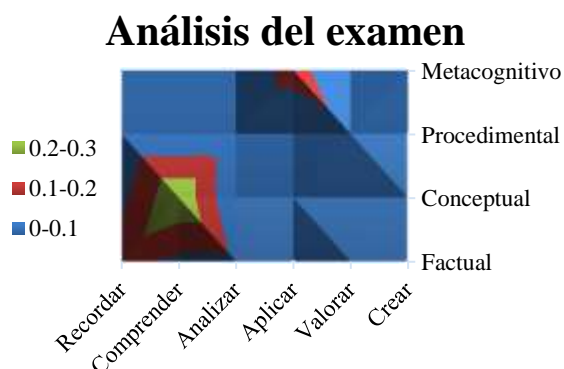 Análisis del examen
Metacognitivo
Procedimental
Conceptual
Factual
0.2-0.3
0.1-0.2
0-0.1
Recordar
Comprender
Analizar
Aplicar
Valorar
Crear